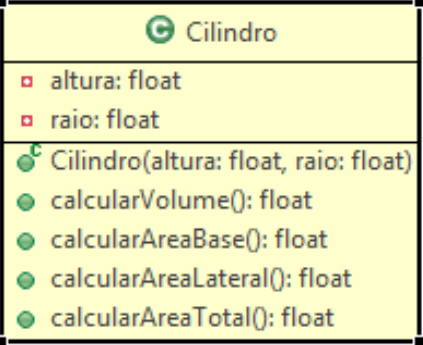 Cilindro
altura: float
raio: float
Cilindro(altura: float, raio: float)
calcularVolume(): float
calcularAreaBase(): float
calcularAreaLateral(): float
calcularAreaTotal(): float